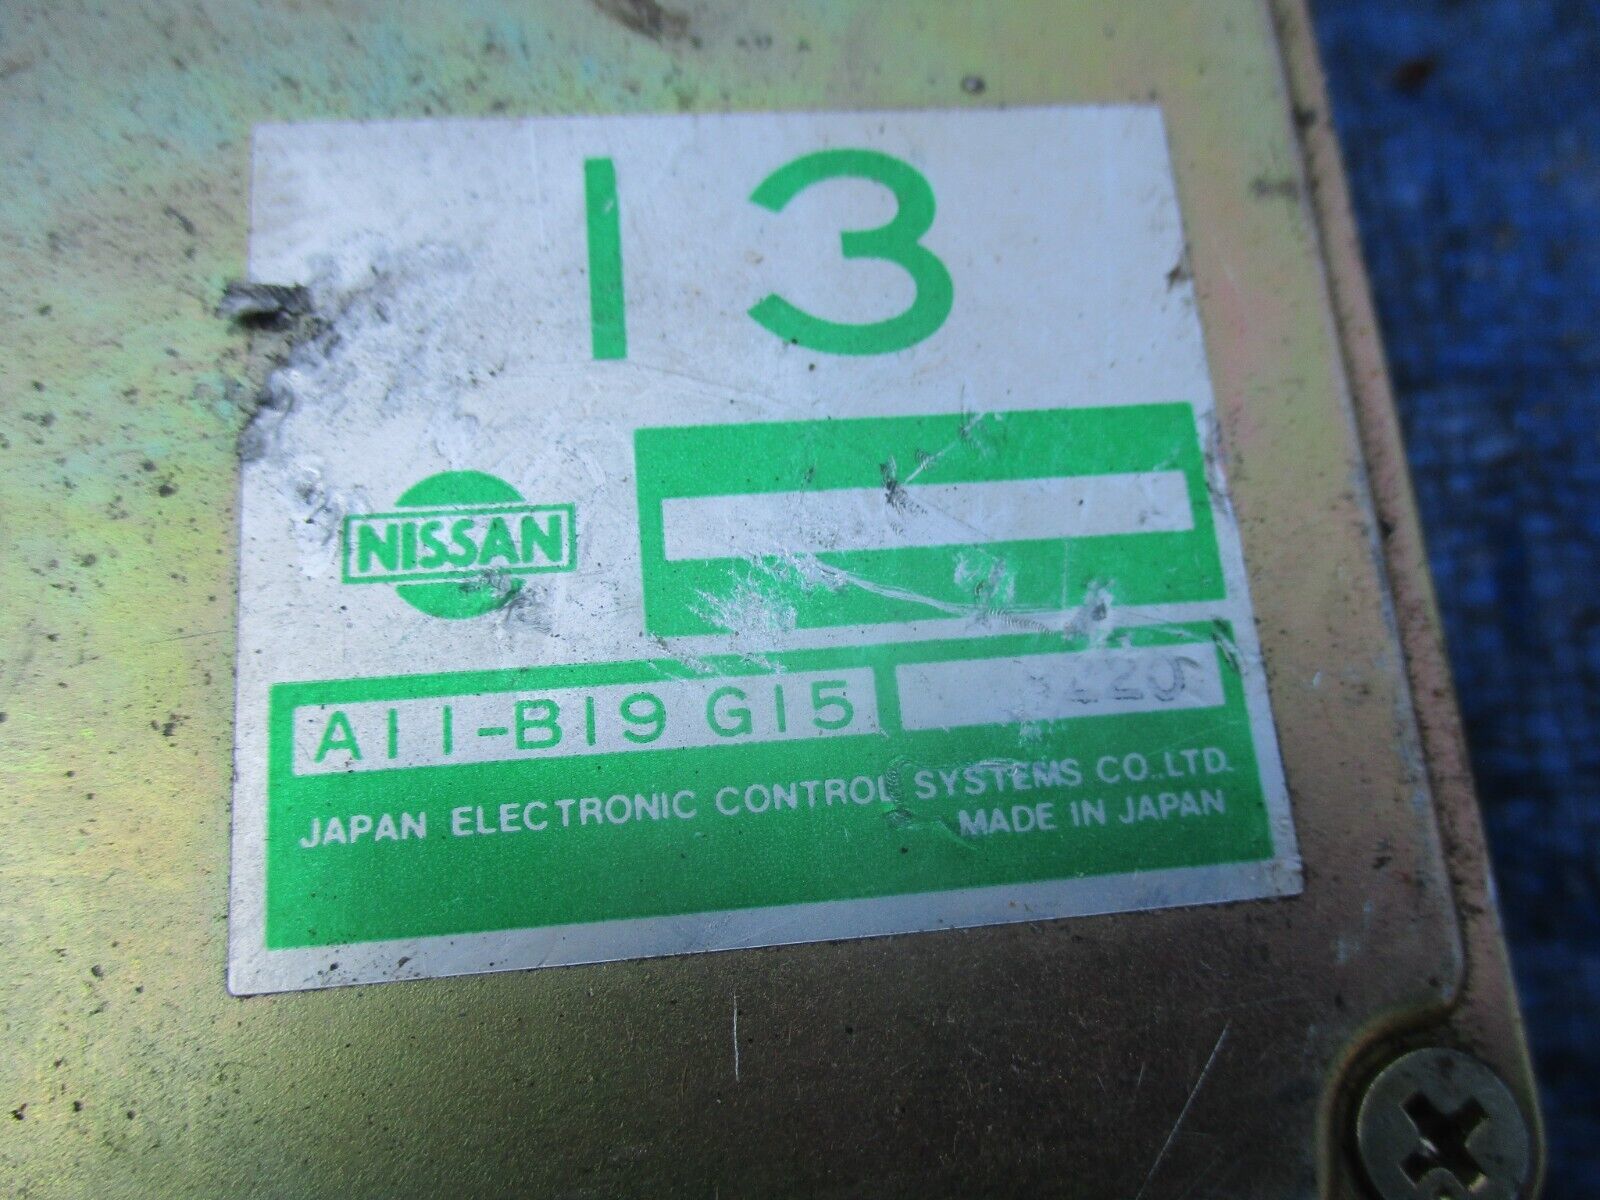 13
NISSAN
A11-B19 G15
JAPAN ELECTRONIC CONTROL SYSTEMS CO.,LTD.
MADE IN JAPAN